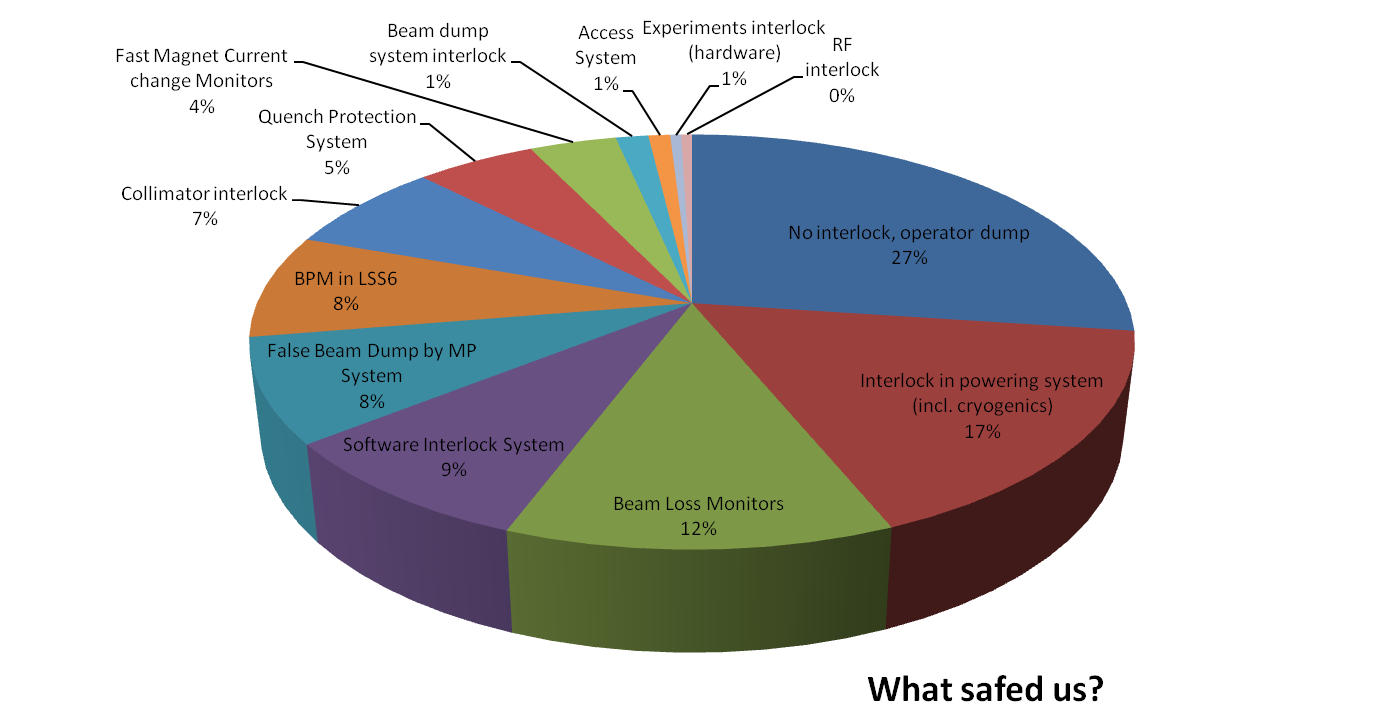 Beam dump
system interlock
1%
Access
System
1%
Experiments interlock
(hardware)
1%
RF
interlock
0%
Fast Magnet Current
change Monitors
4%
Quench Protection
System
5%
Collimator interlock
7%
No interlock, operator dump
27%
BPM in LSS6
8%
False Beam Dump by MP
System
8%
Interlock in powering system
(incl. cryogenics)
17%
Software Interlock System
9%
Beam Loss Monitors
12%
What safed us?